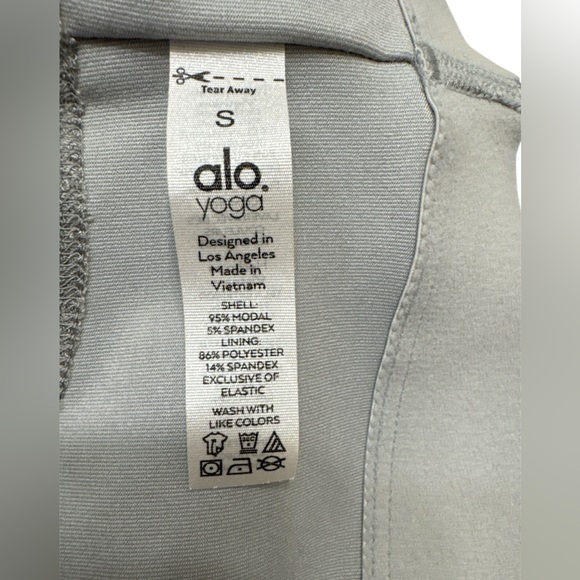 Tear Away
S
alo.
yoga
Designed in
Los Angeles
Made in
Vietnam
SHELL:
95% MODAL
5% SPANDEX
LINING:
86% POLYESTER
14% SPANDEX
EXCLUSIVE OF
ELASTIC
WASH WITH
LIKE COLORS